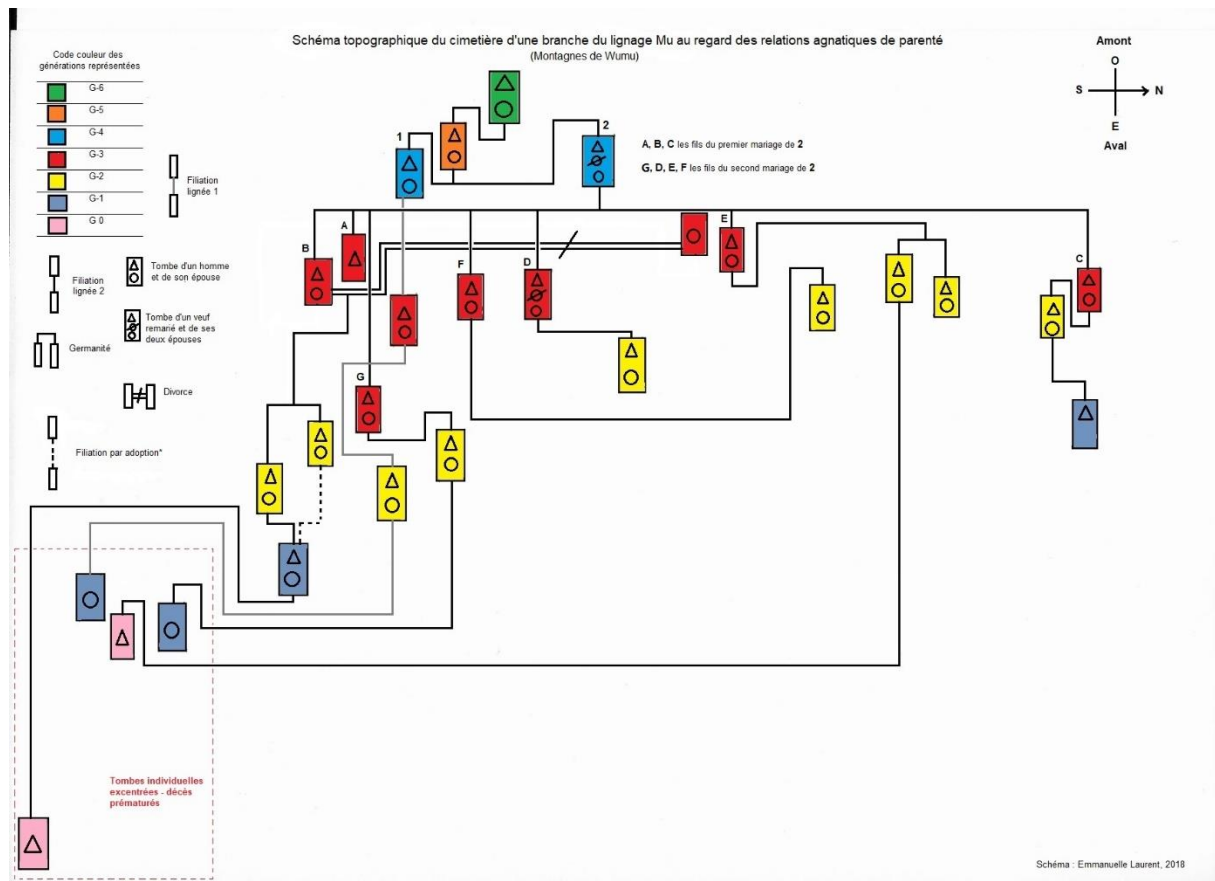 Schéma topographique du cimetière d'une branche du lignage Mu au regard des relations agnatiques de parenté
(Montagnes de Wumu)
Code couleur des
générations représentées
G-6
G-5
G-4
G-3
G-2
G-1
G 0
Filiation
lignée 1
Filiation
lignée 2
Tombe d'un homme
et de son épouse
Tombe d'un veuf
remarié et de ses
deux épouses
Germanité
Divorce
Filiation par adoption*
Amont
O
S
N
E
Aval
A, B, C les fils du premier mariage de 2
G, D, E, F les fils du second mariage de 2
1
2
B
A
F
D
E
C
G
Tombes individuelles
excentrées - décès
prématurés
Schéma : Emmanuelle Laurent, 2018